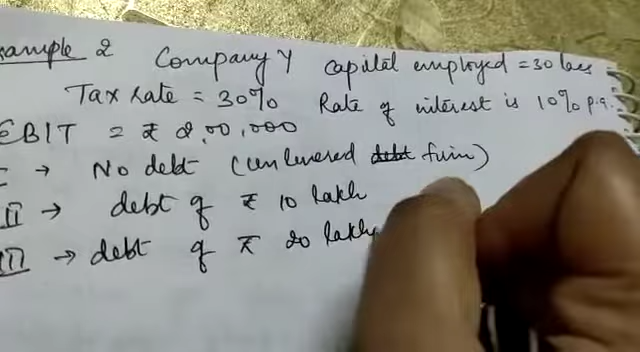 ample 2 Company Y capital employed = 30 lacs
Tax Rate = 30% Rate of interest is 10% p.a.
EBIT = ₹ 2,00,000
I → No debt (unlevered firm)
II → debt of ₹ 10 lakh
III → debt of ₹ 20 lakhs